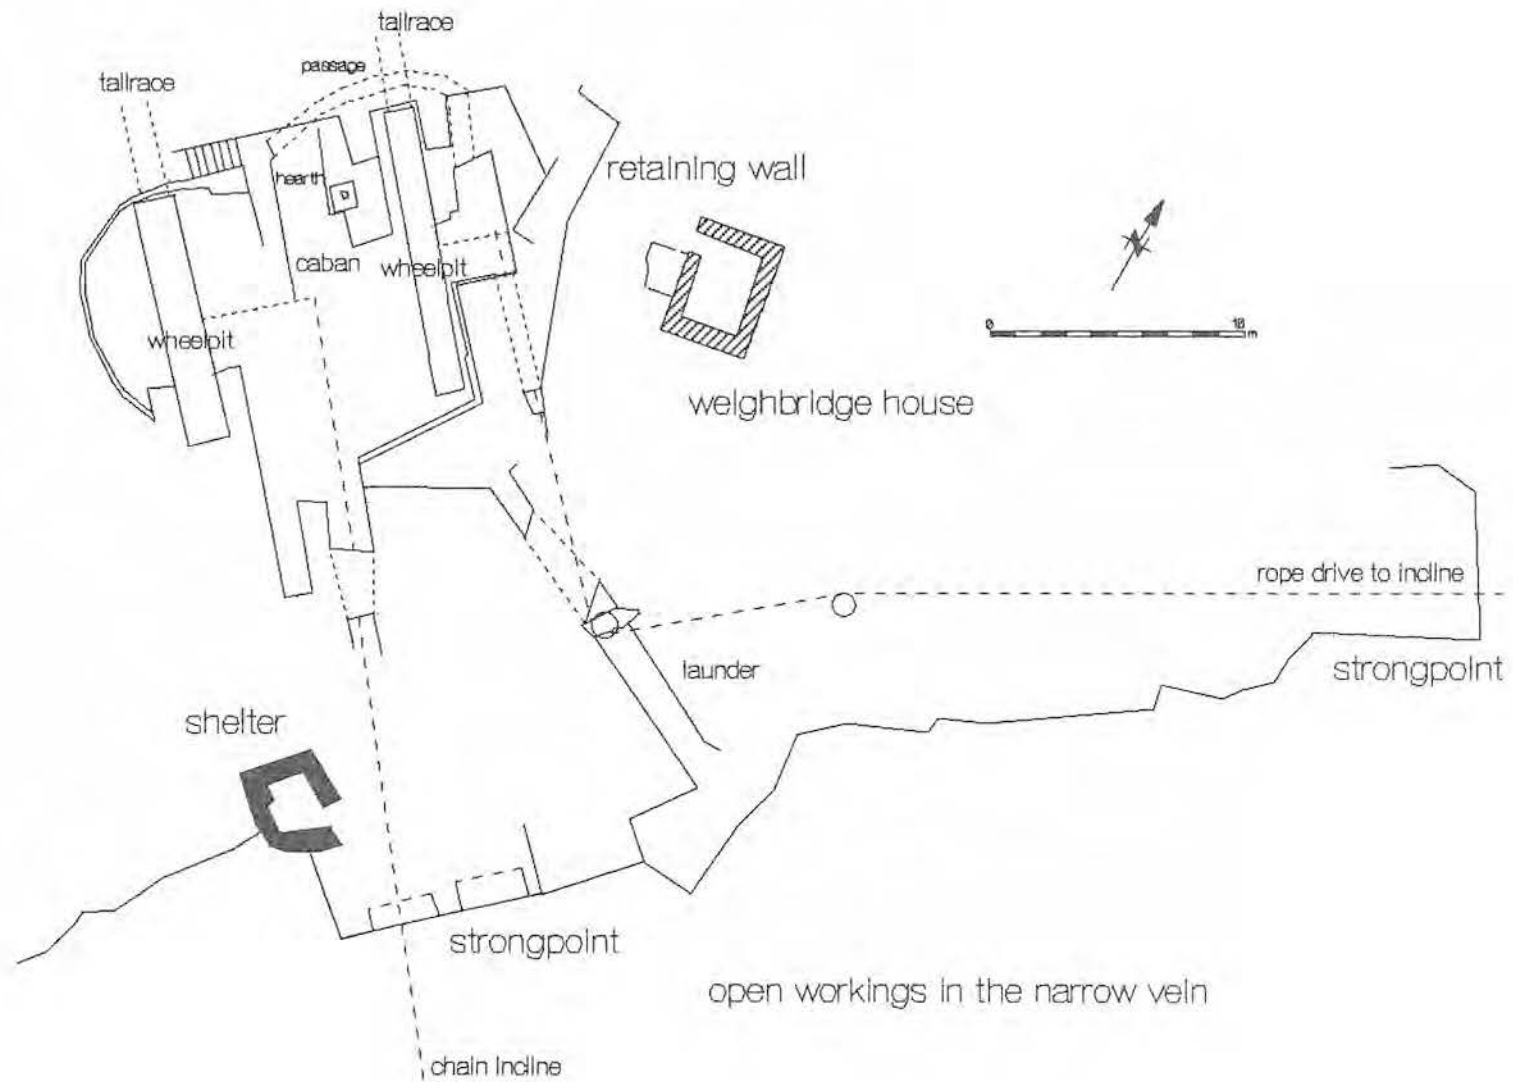 tailrace
passage
tailrace
retaining wall
hearth
N
caban
wheelpit
0
10
m
wheelpit
weighbridge house
rope drive to incline
launder
strongpoint
shelter
strongpoint
open workings in the narrow vein
chain incline